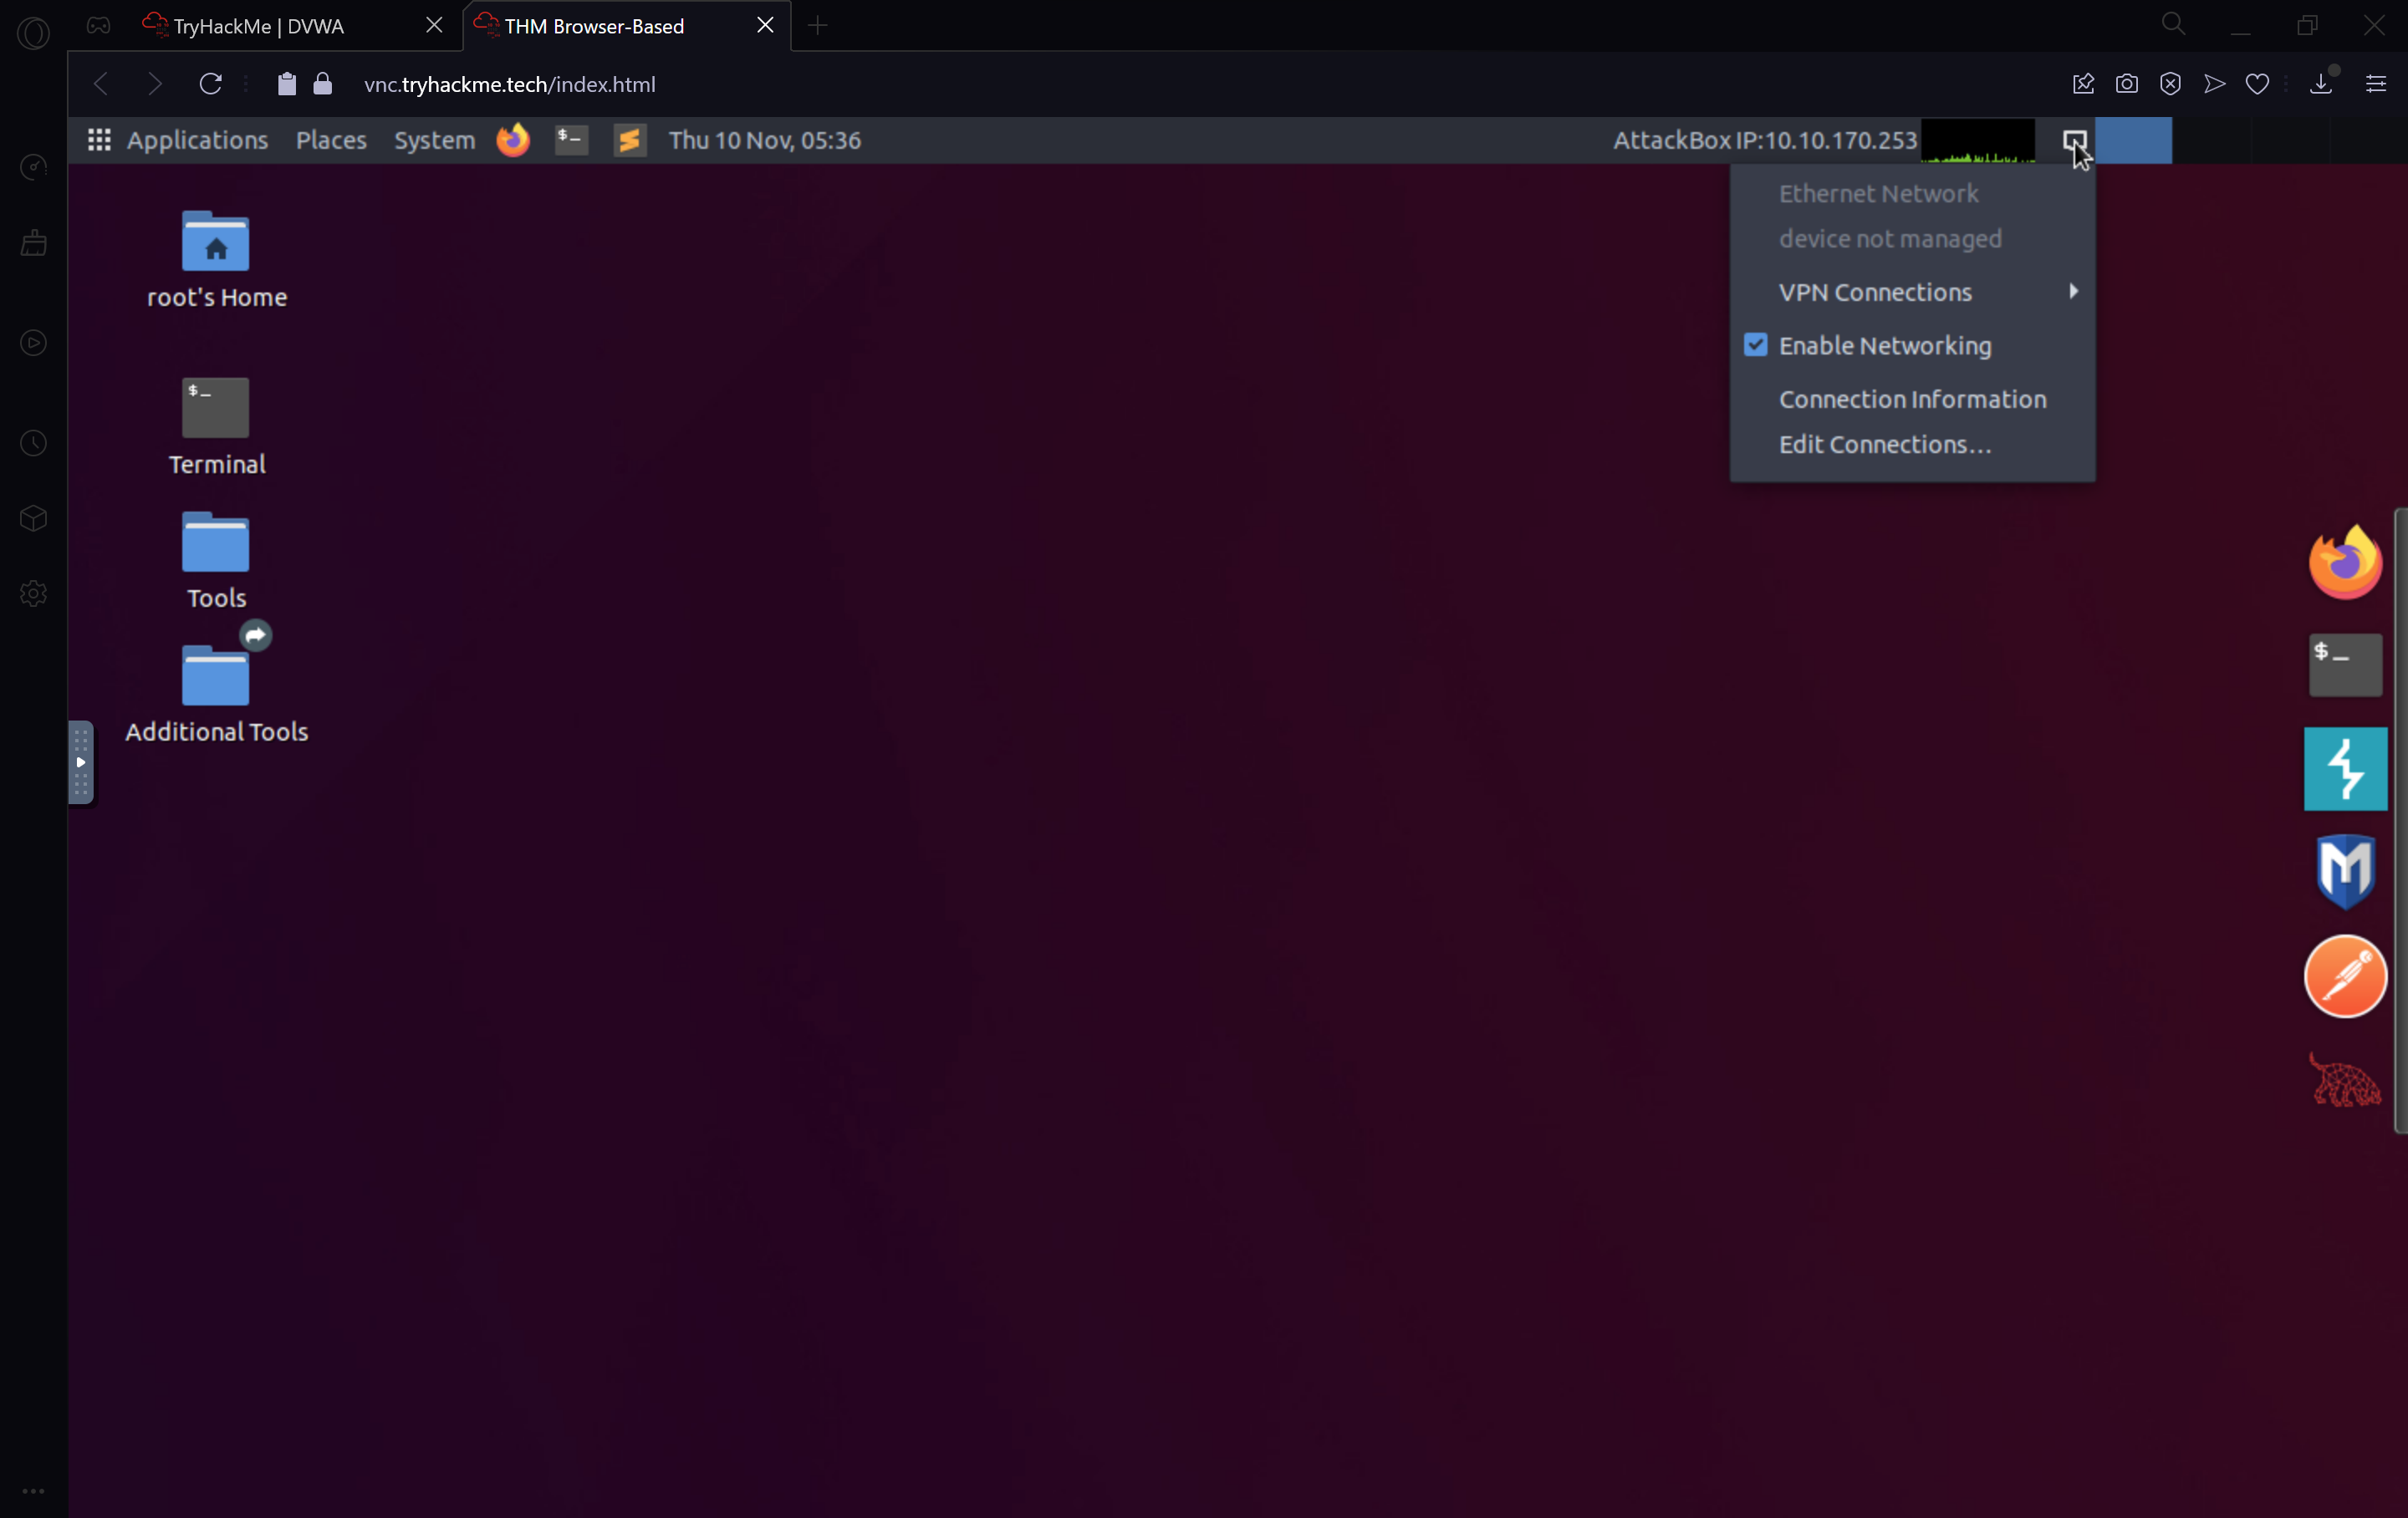 TryHackMe | DVWA
THM Browser-Based
vnc.tryhackme.tech/index.html
Applications Places System $_ Thu 10 Nov, 05:36 AttackBox IP:10.10.170.253
Ethernet Network
device not managed
VPN Connections
Enable Networking
Connection Information
Edit Connections...
root's Home
$_
Terminal
Tools
Additional Tools
$_